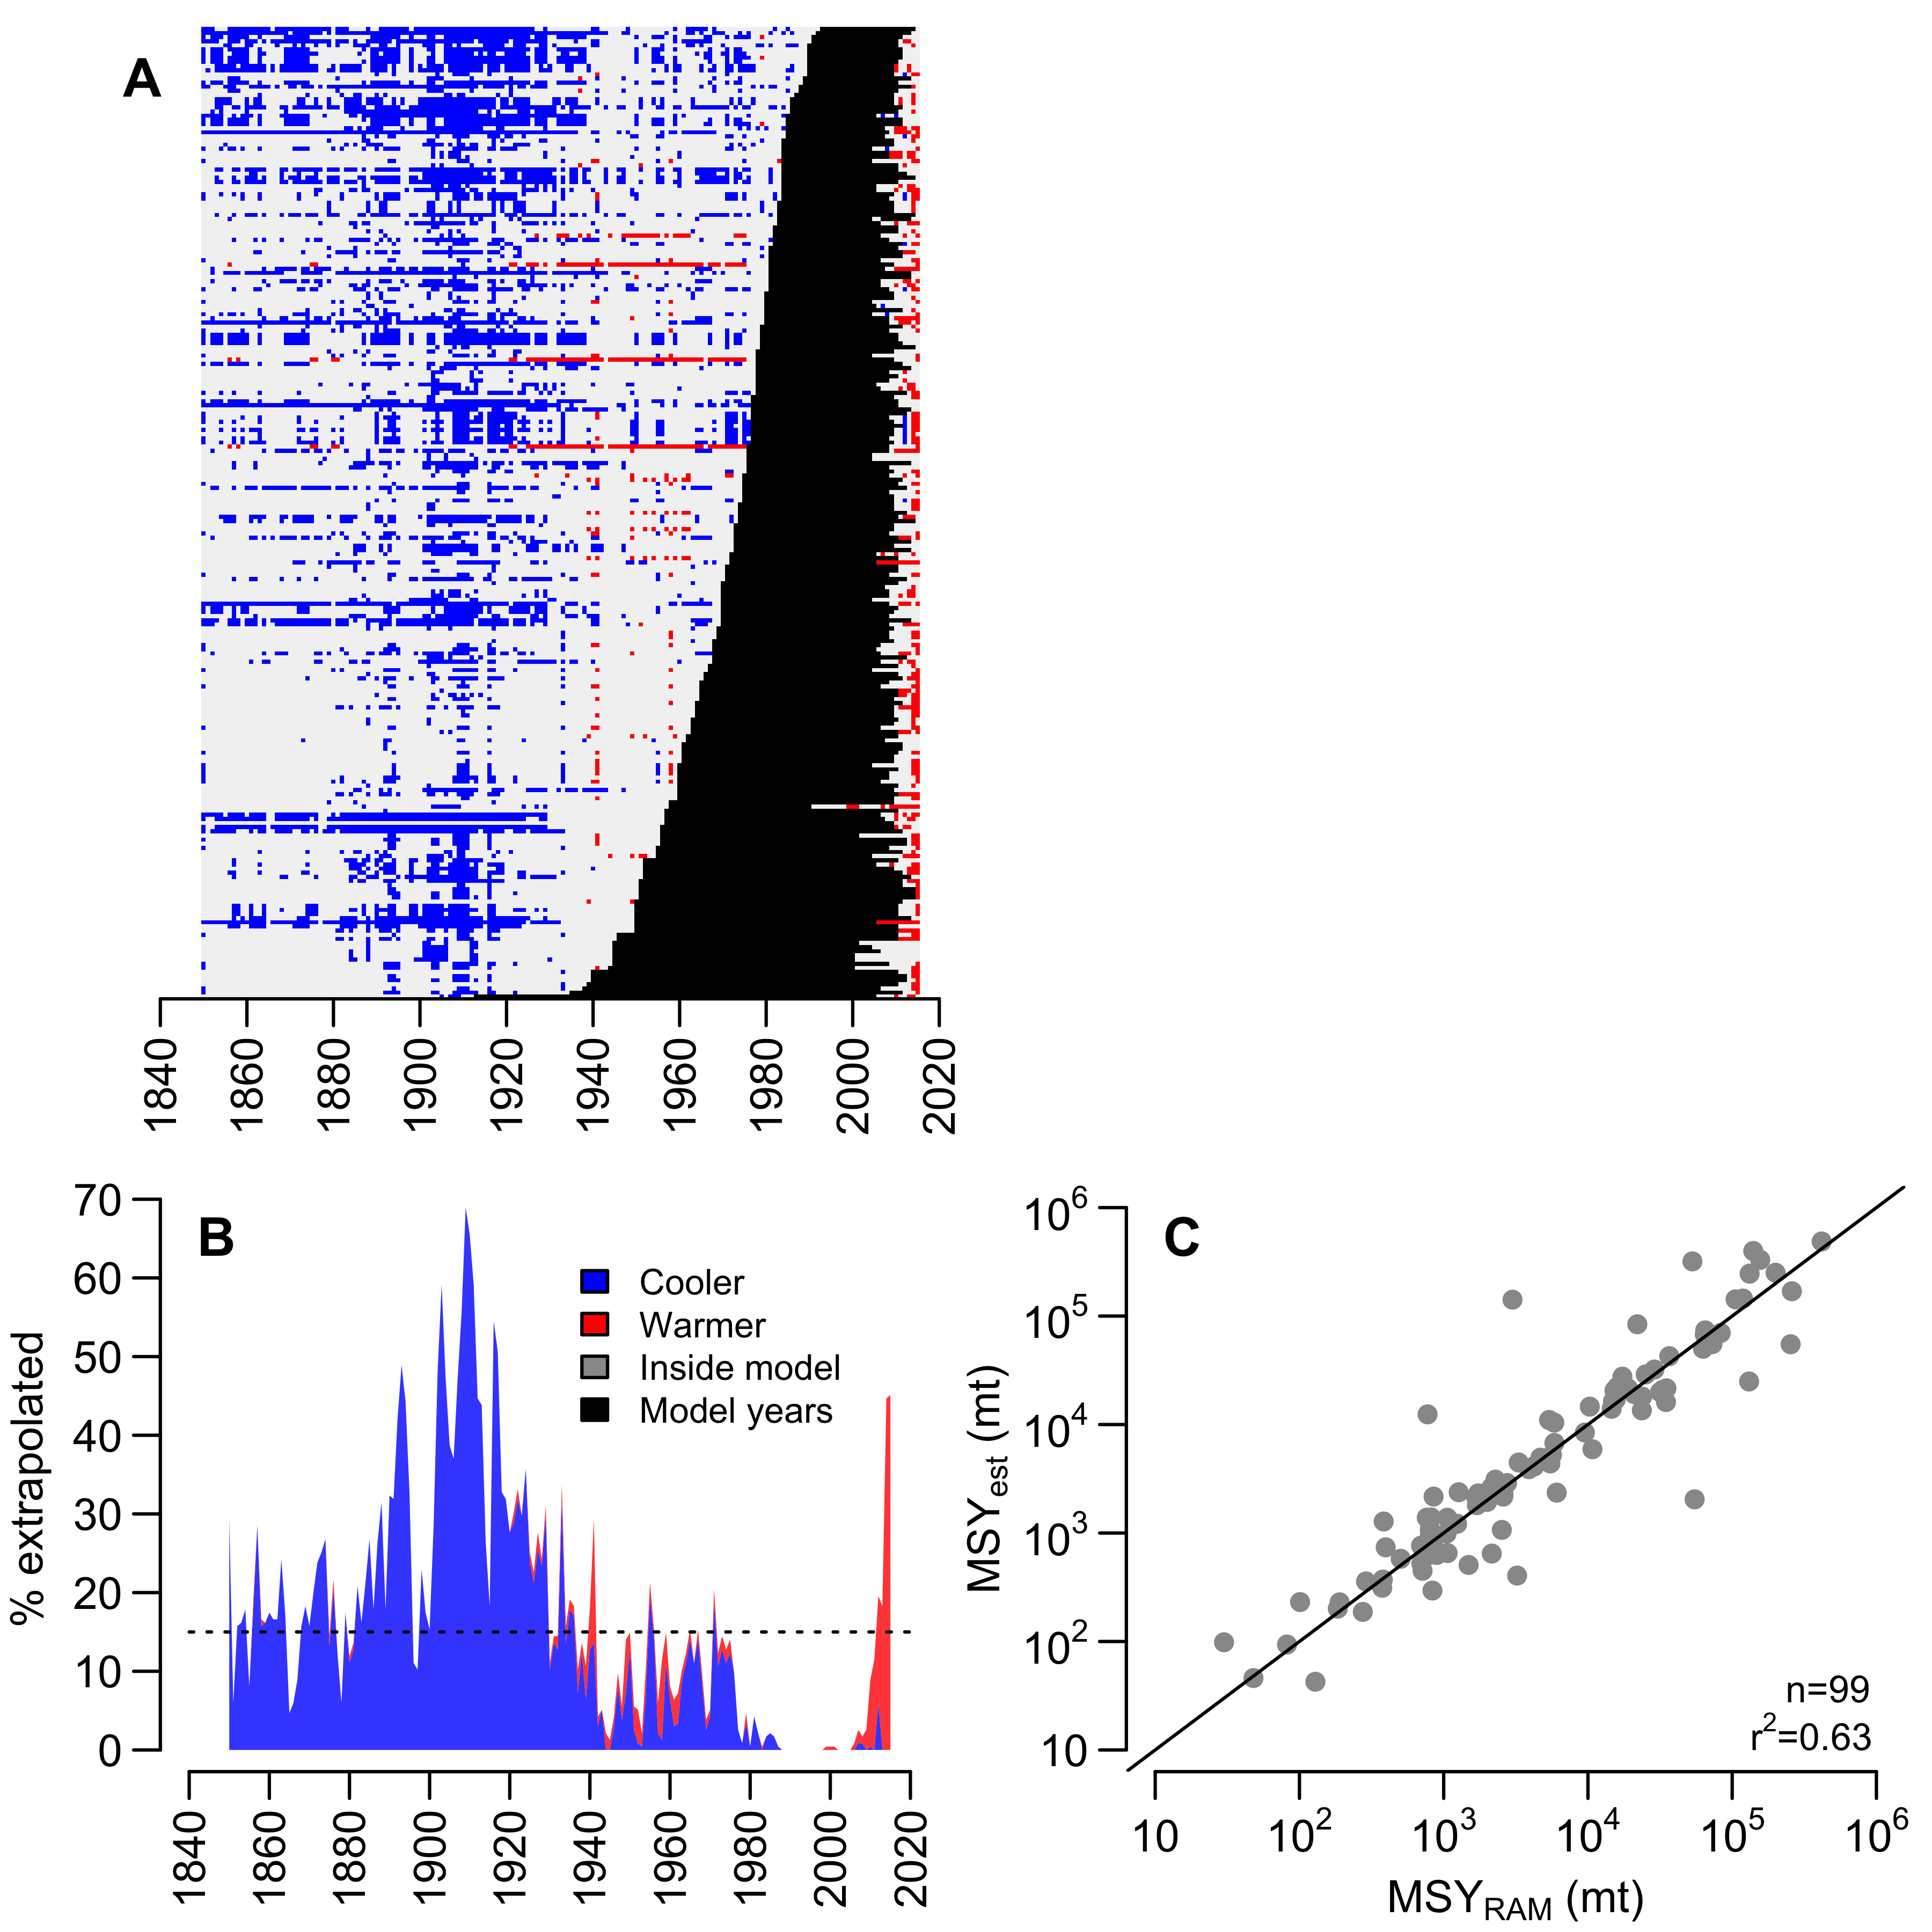 A
1840 1860 1880 1900 1920 1940 1960 1980 2000 2020
B
% extrapolated
70
60
50
40
30
20
10
0
Cooler
Warmer
Inside model
Model years
1840 1860 1880 1900 1920 1940 1960 1980 2000 2020
C
MSYest (mt)
10^6
10^5
10^4
10^3
10^2
10
n=99
r^2=0.63
10 10^2 10^3 10^4 10^5 10^6
MSYRAM (mt)